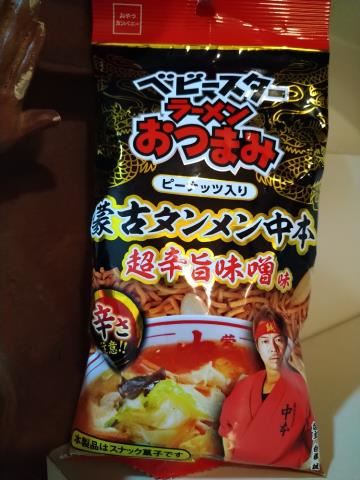 おやつ
カンパニー
ベビースター
ラーメン
おつまみ
ピーナッツ入り
蒙古タンメン中本
超辛旨味噌味
辛さ
注意!!
中本
本製品はスナック菓子です